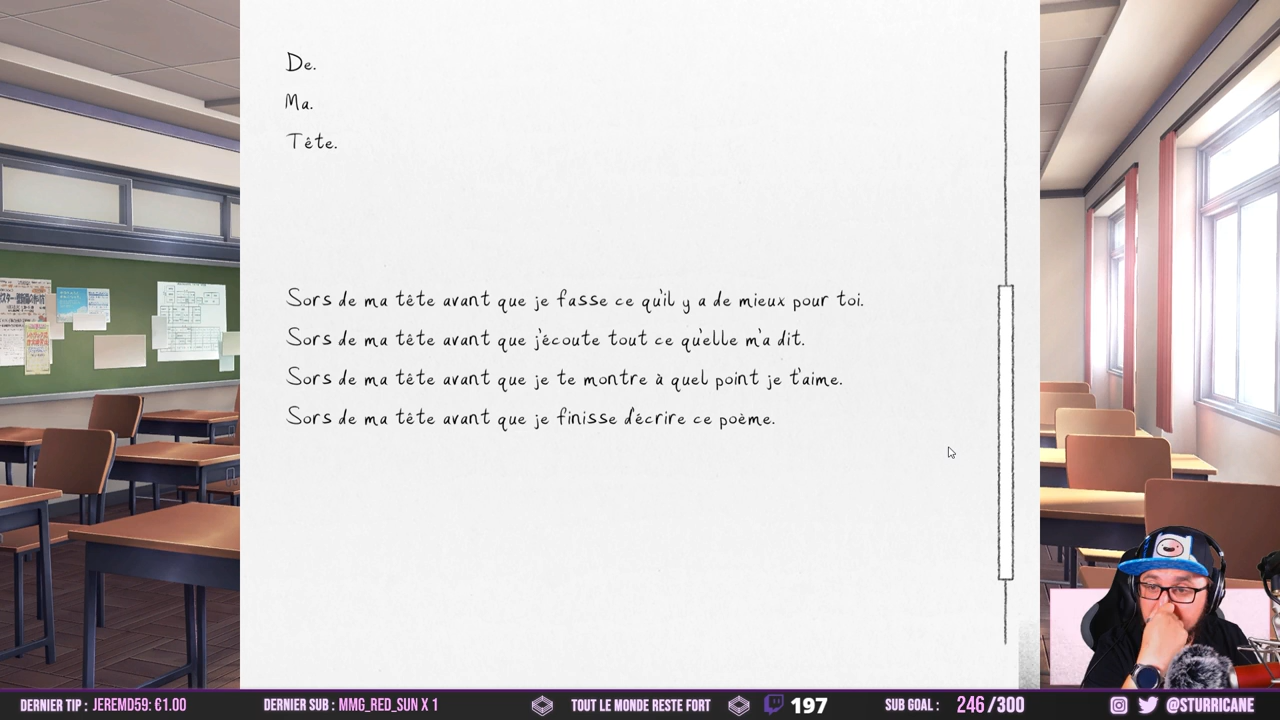 De.
Ma.
Tête.
Sors de ma tête avant que je fasse ce qu'il y a de mieux pour toi.
Sors de ma tête avant que j'écoute tout ce qu'elle m'a dit.
Sors de ma tête avant que je te montre à quel point je t'aime.
Sors de ma tête avant que je finisse d'écrire ce poème.
DERNIER TIP : JEREMD59: €1.00
DERNIER SUB : MMG_RED_SUN X 1
TOUT LE MONDE RESTE FORT
197
SUB GOAL : 246/300
@STURRICANE